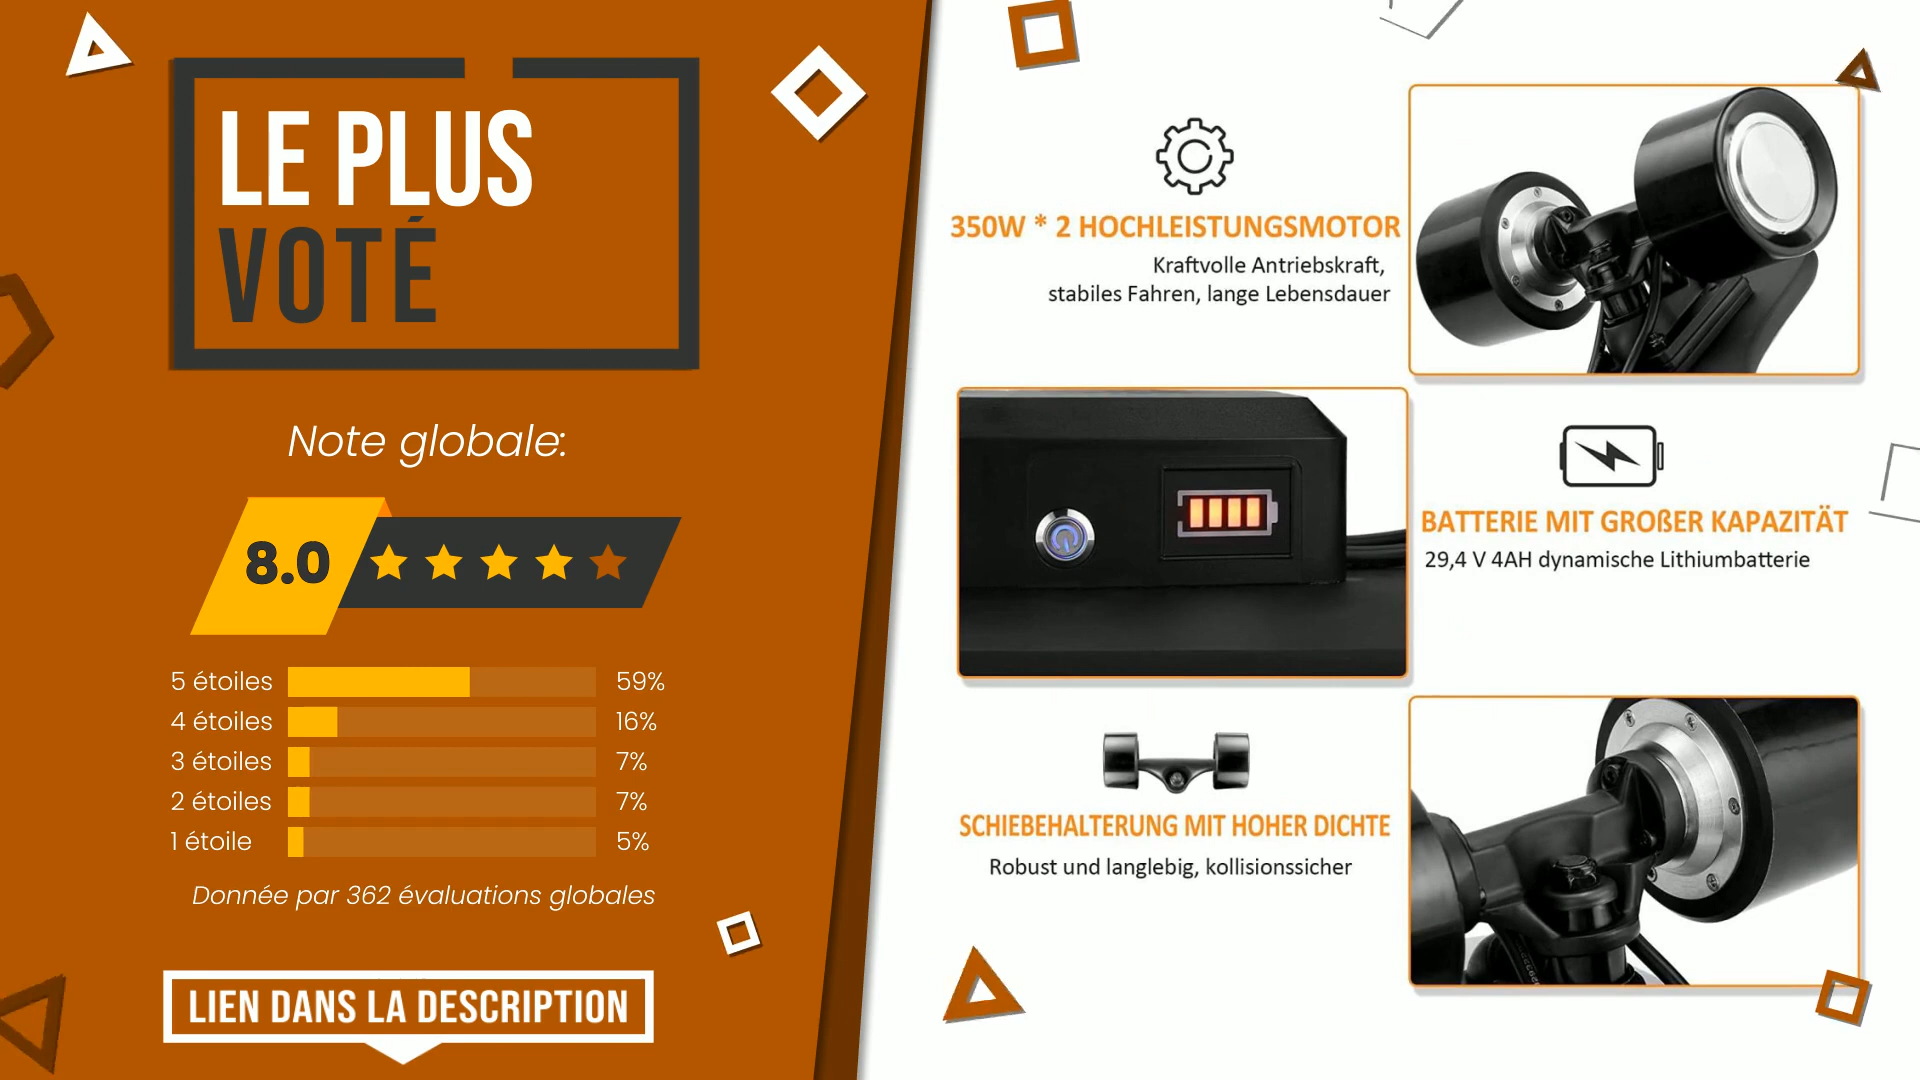 LE PLUS
VOTÉ
Note globale:
8.0
5 étoiles 59%
4 étoiles 16%
3 étoiles 7%
2 étoiles 7%
1 étoile 5%
Donnée par 362 évaluations globales
LIEN DANS LA DESCRIPTION
350W * 2 HOCHLEISTUNGSMOTOR
Kraftvolle Antriebskraft,
stabiles Fahren, lange Lebensdauer
BATTERIE MIT GROßER KAPAZITÄT
29,4 V 4AH dynamische Lithiumbatterie
SCHIEBEHALTERUNG MIT HOHER DICHTE
Robust und langlebig, kollisionssicher